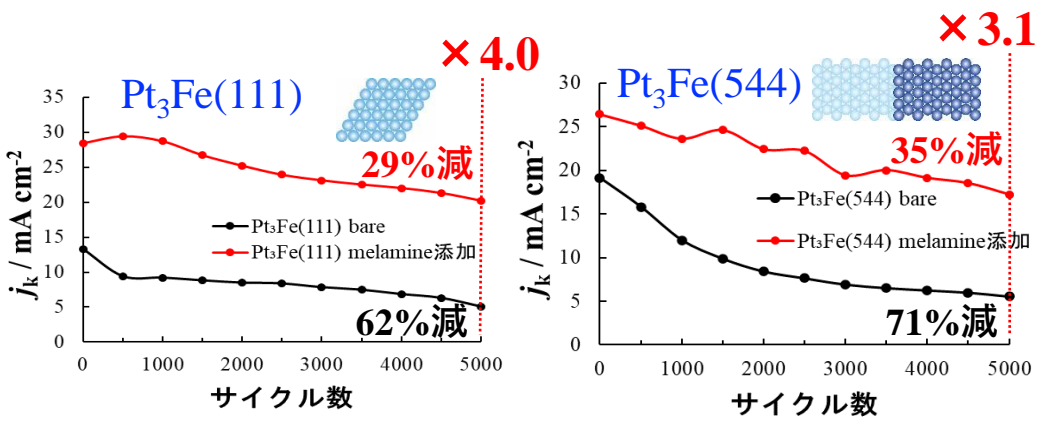 ×4.0
Pt₃Fe(111)
29%減
35
30
25
20
15
10
5
0
jₖ / mA cm⁻²
Pt₃Fe(111) bare
Pt₃Fe(111) melamine添加
62%減
0 1000 2000 3000 4000 5000
サイクル数
×3.1
Pt₃Fe(544)
35%減
30
25
20
15
10
5
0
jₖ / mA cm⁻²
Pt₃Fe(544) bare
Pt₃Fe(544) melamine添加
71%減
0 1000 2000 3000 4000 5000
サイクル数